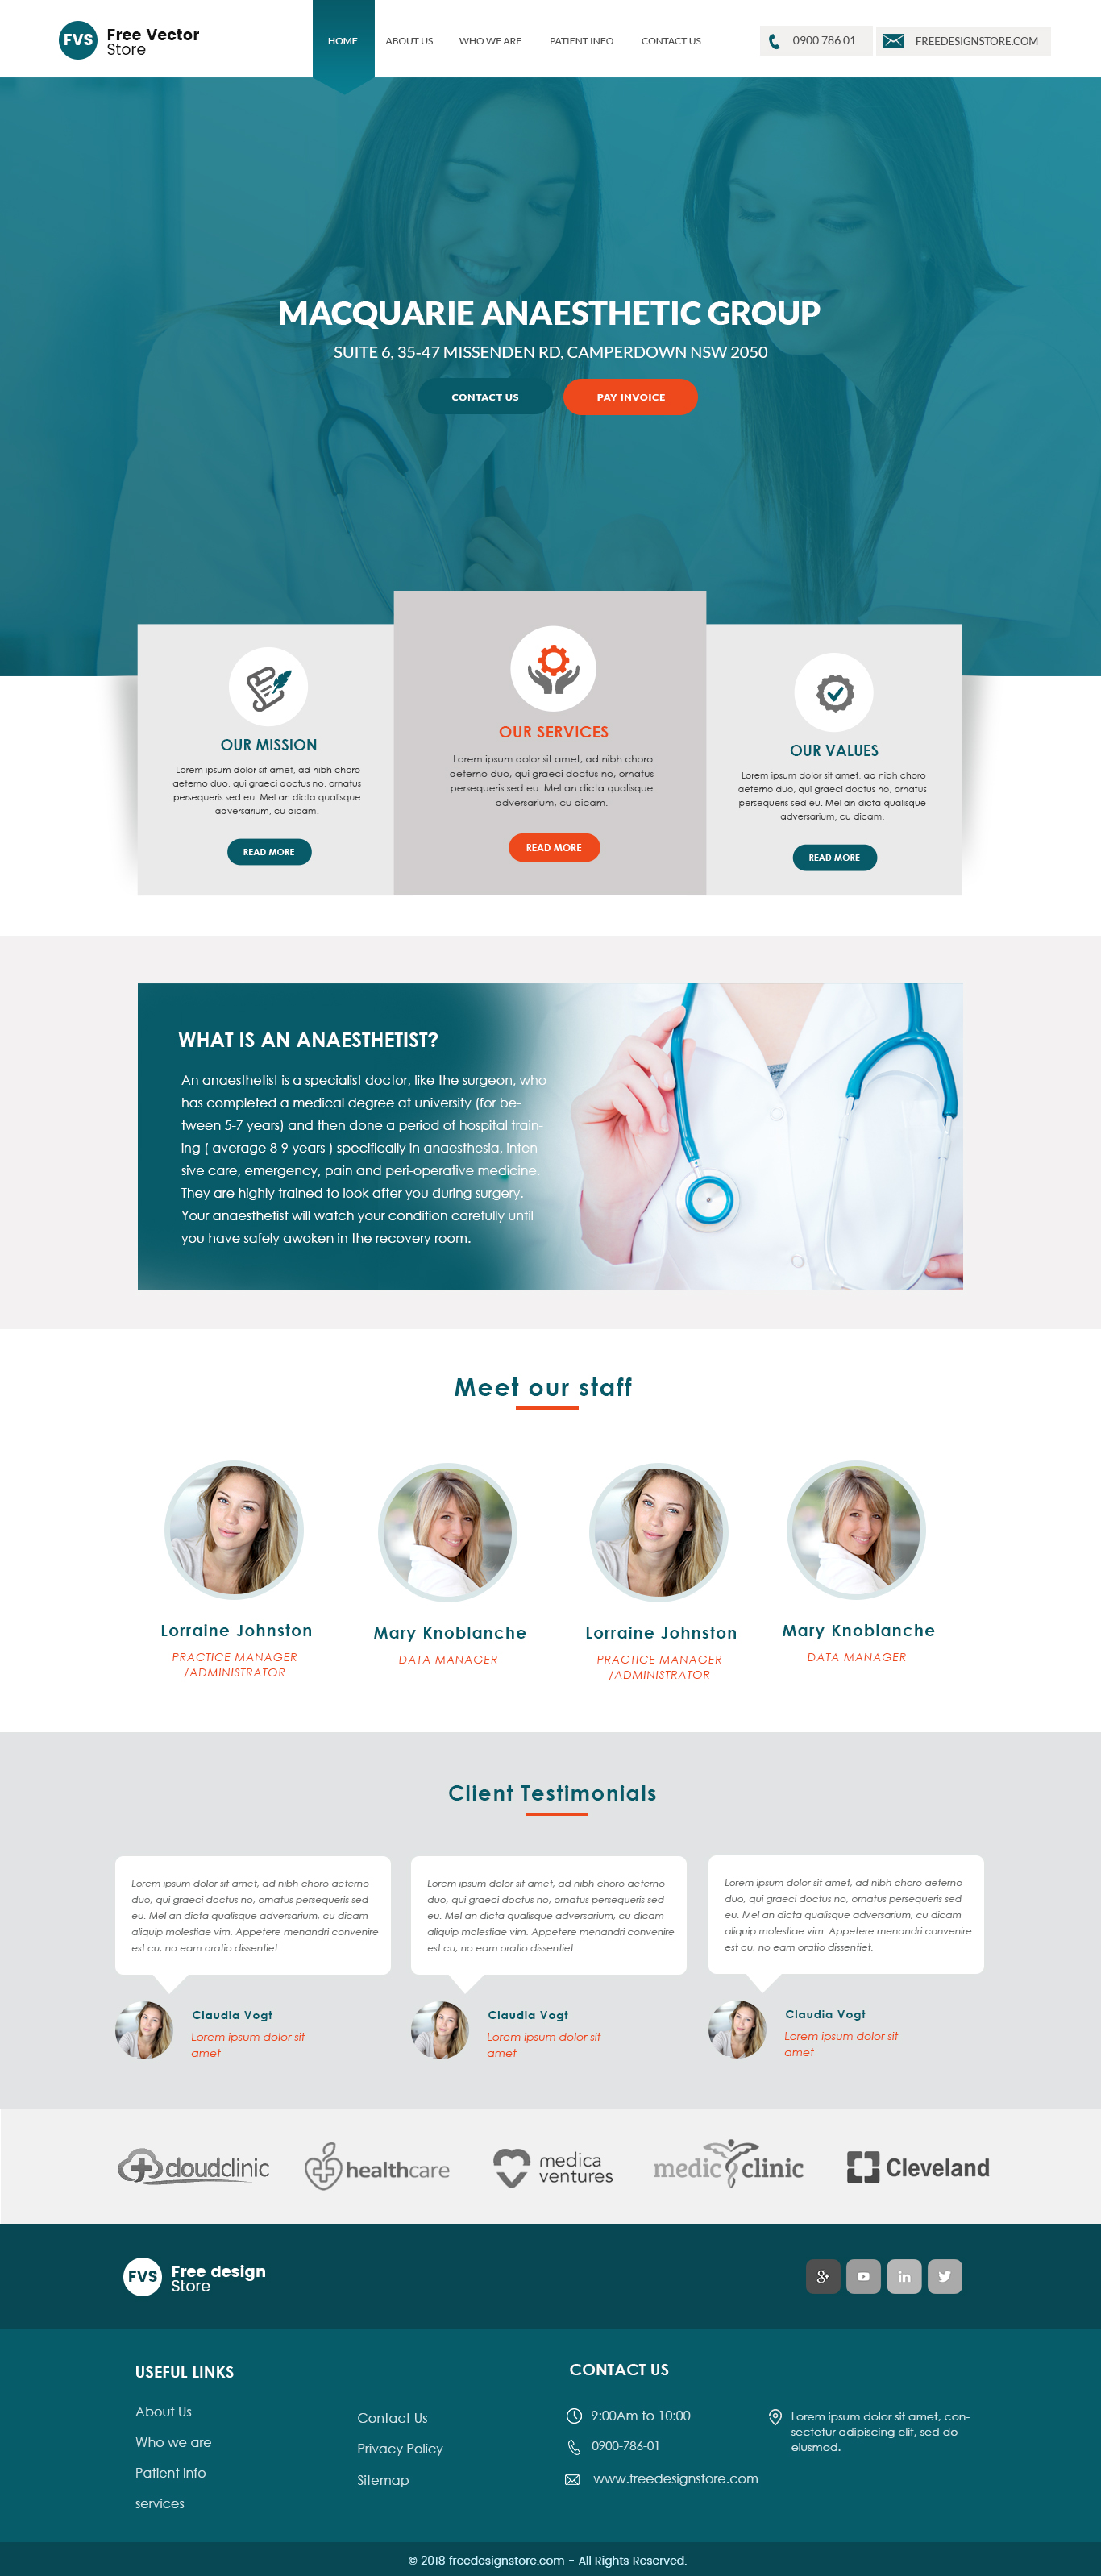 FVS Free Vector
Store
HOME ABOUT US WHO WE ARE PATIENT INFO CONTACT US
0900 786 01 FREEDESIGNSTORE.COM
MACQUARIE ANAESTHETIC GROUP
SUITE 6, 35-47 MISSENDEN RD, CAMPERDOWN NSW 2050
CONTACT US PAY INVOICE
OUR MISSION
Lorem ipsum dolor sit amet, ad nibh choro
aeterno duo, qui graeci doctus no, ornatus
persequeris sed eu. Mel an dicta qualisque
adversarium, cu dicam.
READ MORE
OUR SERVICES
Lorem ipsum dolor sit amet, ad nibh choro
aeterno duo, qui graeci doctus no, ornatus
persequeris sed eu. Mel an dicta qualisque
adversarium, cu dicam.
READ MORE
OUR VALUES
Lorem ipsum dolor sit amet, ad nibh choro
aeterno duo, qui graeci doctus no, ornatus
persequeris sed eu. Mel an dicta qualisque
adversarium, cu dicam.
READ MORE
WHAT IS AN ANAESTHETIST?
An anaesthetist is a specialist doctor, like the surgeon, who
has completed a medical degree at university (for be-
tween 5-7 years) and then done a period of hospital train-
ing ( average 8-9 years ) specifically in anaesthesia, inten-
sive care, emergency, pain and peri-operative medicine.
They are highly trained to look after you during surgery.
Your anaesthetist will watch your condition carefully until
you have safely awoken in the recovery room.
Meet our staff
Lorraine Johnston
PRACTICE MANAGER
/ADMINISTRATOR
Mary Knoblanche
DATA MANAGER
Lorraine Johnston
PRACTICE MANAGER
/ADMINISTRATOR
Mary Knoblanche
DATA MANAGER
Client Testimonials
Lorem ipsum dolor sit amet, ad nibh choro aeterno
duo, qui graeci doctus no, ornatus persequeris sed
eu. Mel an dicta qualisque adversarium, cu dicam
aliquip molestiae vim. Appetere menandri convenire
est cu, no eam oratio dissentiet.
Claudia Vogt
Lorem ipsum dolor sit
amet
Lorem ipsum dolor sit amet, ad nibh choro aeterno
duo, qui graeci doctus no, ornatus persequeris sed
eu. Mel an dicta qualisque adversarium, cu dicam
aliquip molestiae vim. Appetere menandri convenire
est cu, no eam oratio dissentiet.
Claudia Vogt
Lorem ipsum dolor sit
amet
Lorem ipsum dolor sit amet, ad nibh choro aeterno
duo, qui graeci doctus no, ornatus persequeris sed
eu. Mel an dicta qualisque adversarium, cu dicam
aliquip molestiae vim. Appetere menandri convenire
est cu, no eam oratio dissentiet.
Claudia Vogt
Lorem ipsum dolor sit
amet
cloudclinic
healthcare
medica
ventures
medic clinic
Cleveland
FVS Free design
Store
g+ in
USEFUL LINKS
About Us
Who we are
Patient info
services
Contact Us
Privacy Policy
Sitemap
CONTACT US
9:00Am to 10:00
0900-786-01
www.freedesignstore.com
Lorem ipsum dolor sit amet, con-
sectetur adipiscing elit, sed do
eiusmod.
© 2018 freedesignstore.com - All Rights Reserved.